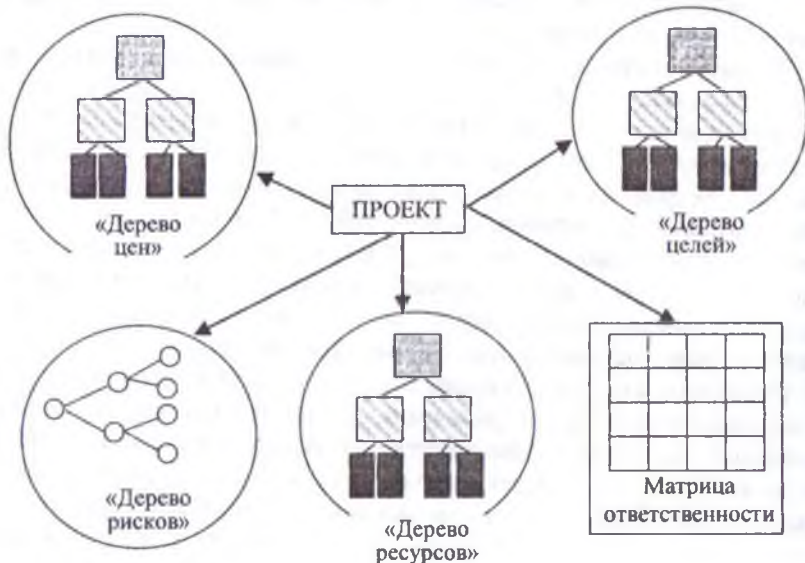 «Дерево
цен»
ПРОЕКТ
«Дерево
целей»
«Дерево
рисков»
«Дерево
ресурсов»
Матрица
ответственности